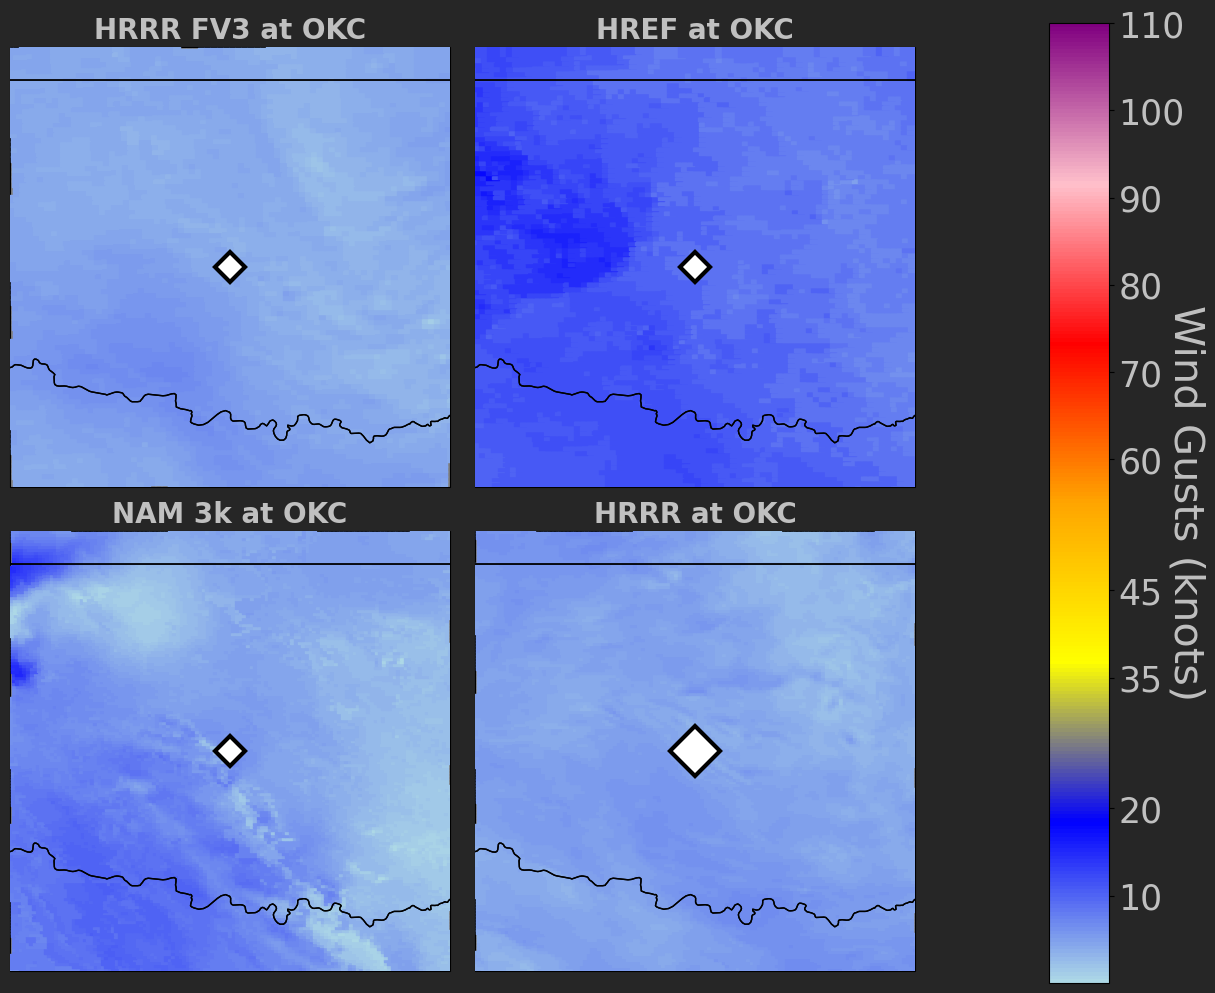 HRRR FV3 at OKC
HREF at OKC
NAM 3k at OKC
HRRR at OKC
110
100
90
80
70
60
45
35
20
10
Wind Gusts (knots)